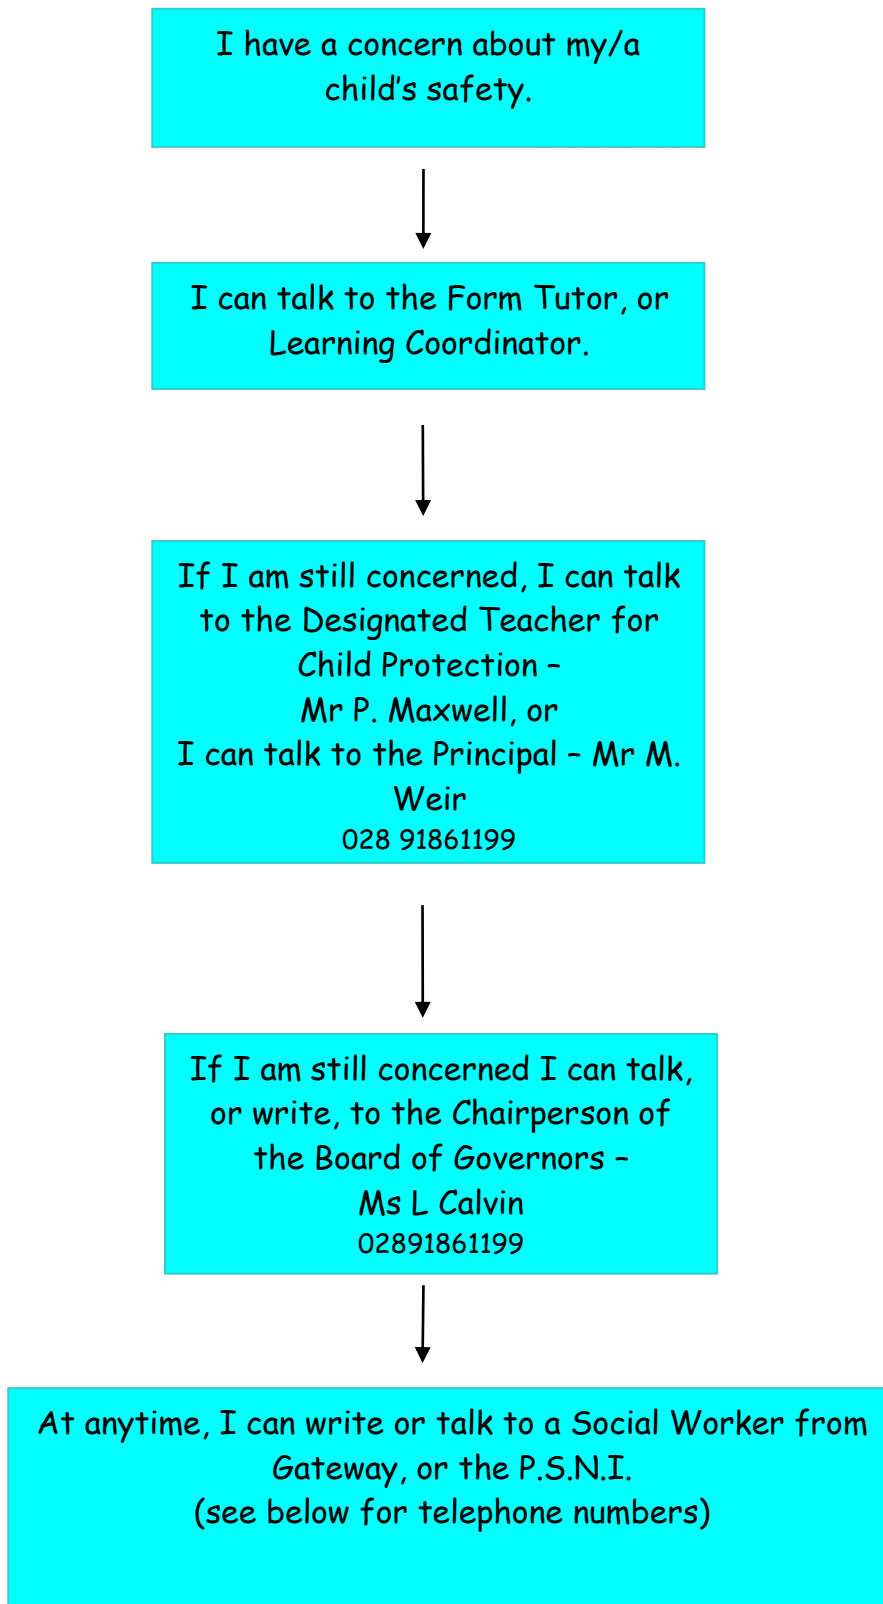 I have a concern about my/a
child's safety.
I can talk to the Form Tutor, or
Learning Coordinator.
If I am still concerned, I can talk
to the Designated Teacher for
Child Protection –
Mr P. Maxwell, or
I can talk to the Principal – Mr M.
Weir
028 91861199
If I am still concerned I can talk,
or write, to the Chairperson of
the Board of Governors –
Ms L Calvin
02891861199
At anytime, I can write or talk to a Social Worker from
Gateway, or the P.S.N.I.
(see below for telephone numbers)